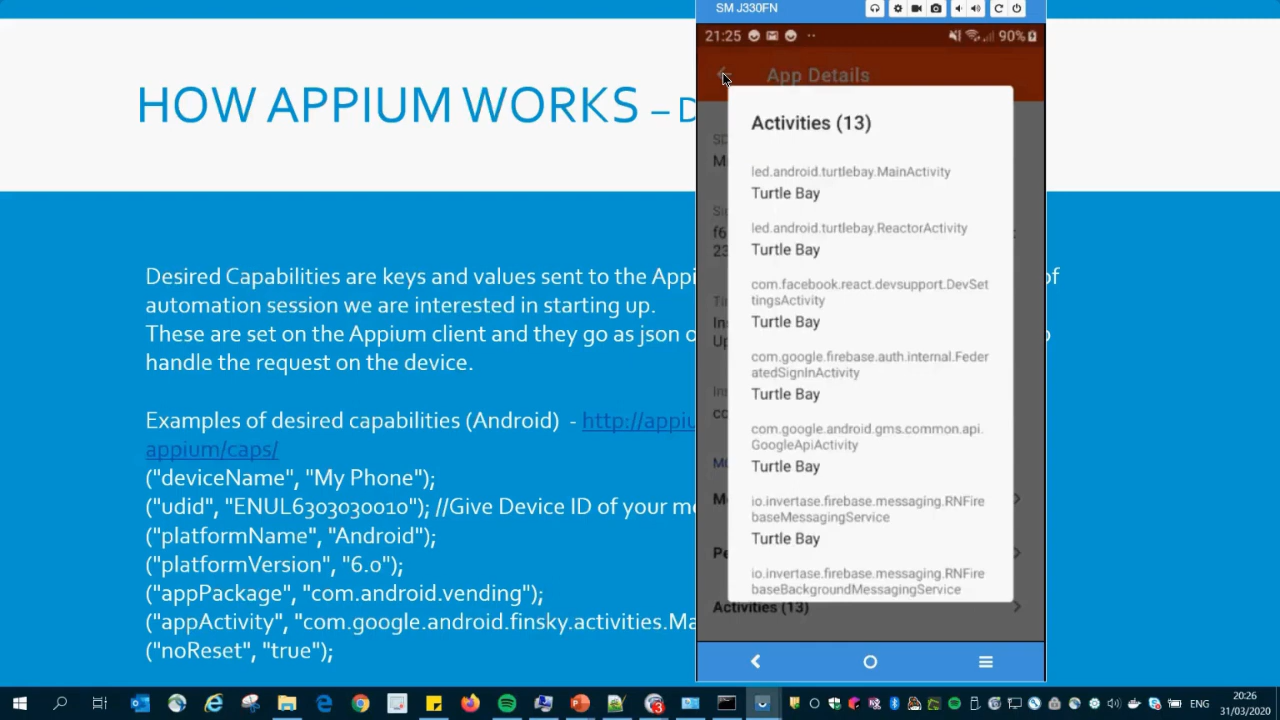 SM J330FN
21:25
90%
App Details
HOW APPIUM WORKS – D
Activities (13)
led.android.turtlebay.MainActivity
Turtle Bay
led.android.turtlebay.ReactorActivity
Turtle Bay
com.facebook.react.devsupport.DevSet
tingsActivity
Turtle Bay
com.google.firebase.auth.internal.Feder
atedSignInActivity
Turtle Bay
com.google.android.gms.common.api.
GoogleApiActivity
Turtle Bay
io.invertase.firebase.messaging.RNFire
baseMessagingService
Turtle Bay
io.invertase.firebase.messaging.RNFire
baseBackgroundMessagingService
Activities (13)
Desired Capabilities are keys and values sent to the Appi of
automation session we are interested in starting up.
These are set on the Appium client and they go as json o
handle the request on the device.
Examples of desired capabilities (Android) - http://appiu
appium/caps/
("deviceName", "My Phone");
("udid", "ENUL6303030010"); //Give Device ID of your m
("platformName", "Android");
("platformVersion", "6.0");
("appPackage", "com.android.vending");
("appActivity", "com.google.android.finsky.activities.Ma
("noReset", "true");
ENG
20:26
31/03/2020